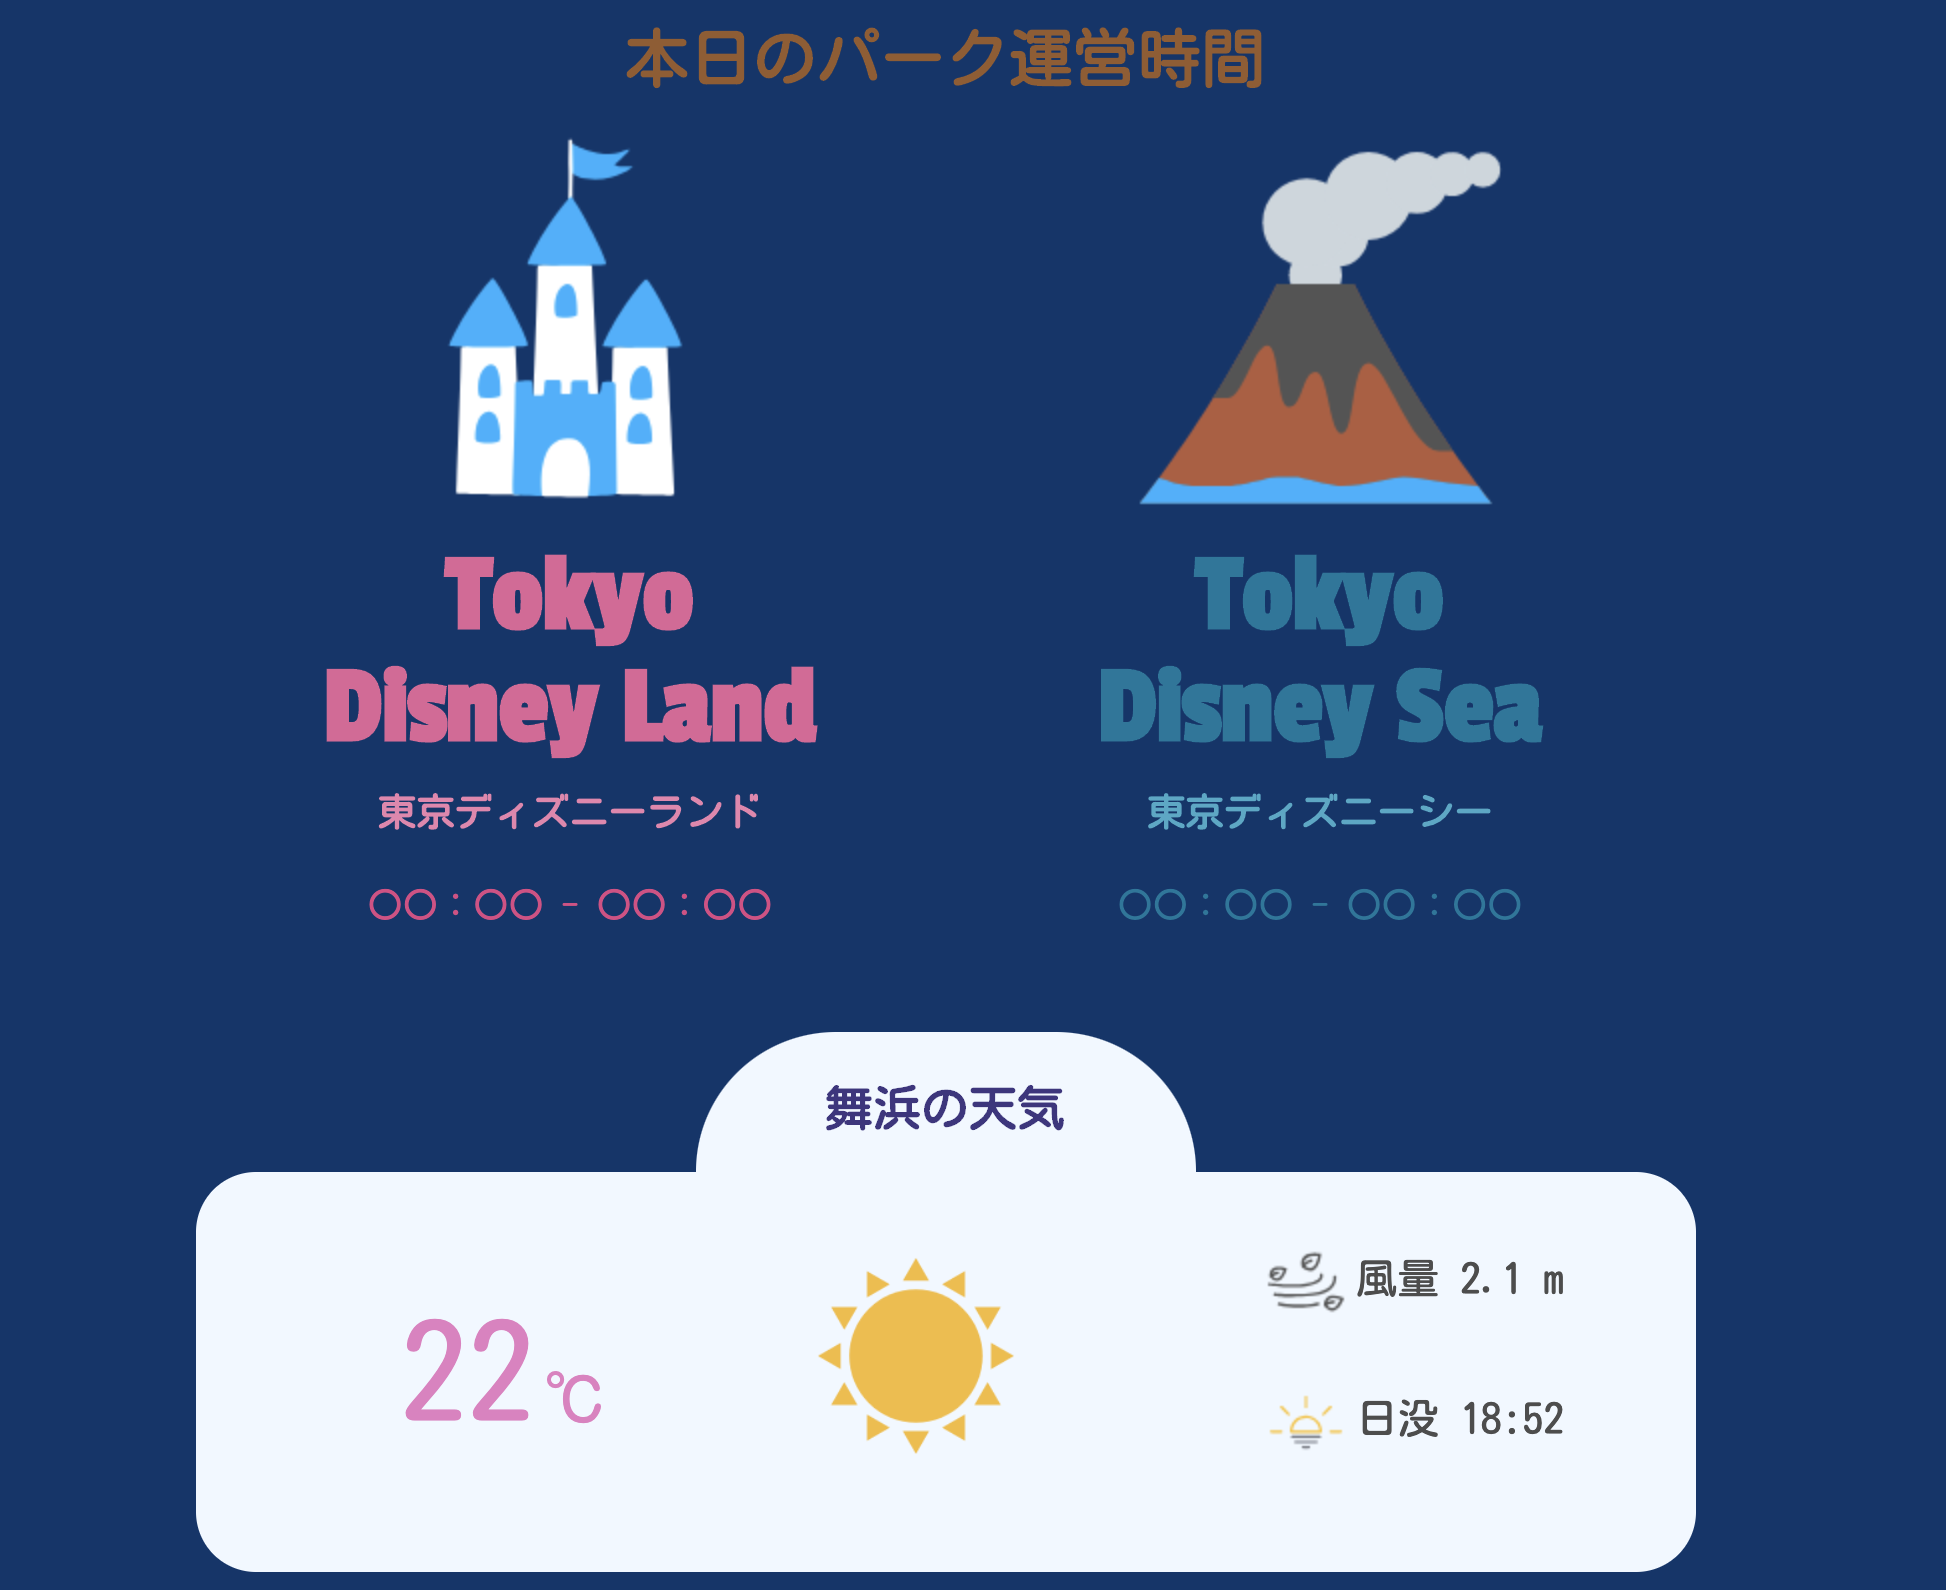 本日のパーク運営時間
Tokyo
Disney Land
東京ディズニーランド
○○:○○ - ○○:○○
Tokyo
Disney Sea
東京ディズニーシー
○○:○○ - ○○:○○
舞浜の天気
22℃
風量 2.1 m
日没 18:52